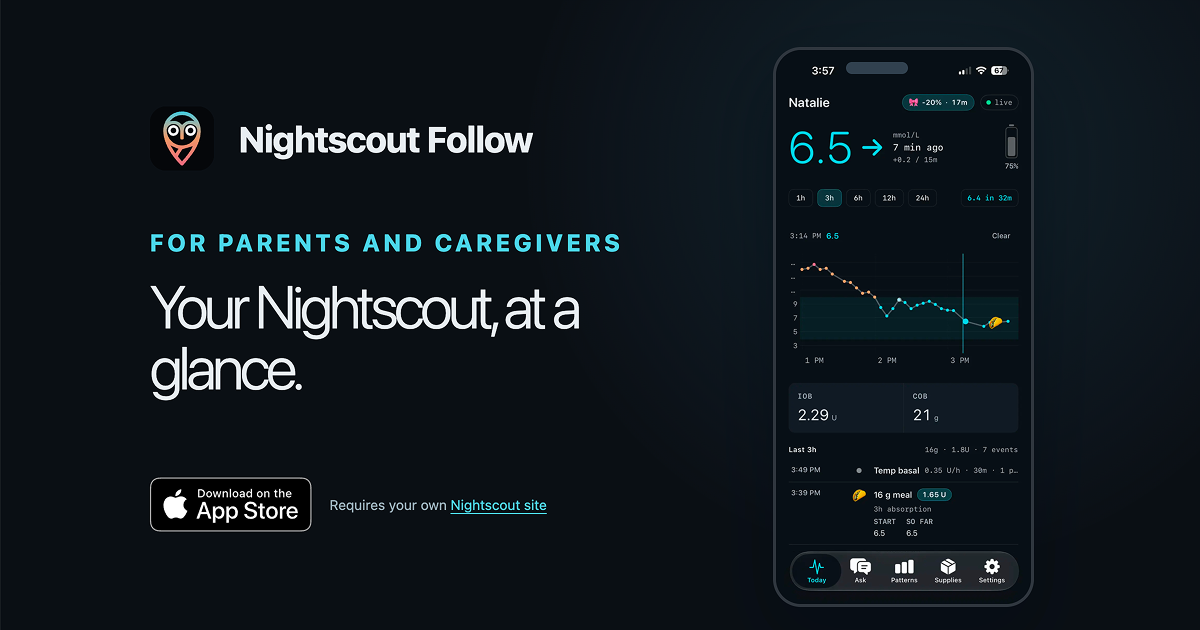 Nightscout Follow
FOR PARENTS AND CAREGIVERS
Your Nightscout, at a
glance.
Download on the
App Store
Requires your own Nightscout site
3:57
67
Natalie
-20% · 17m
live
6.5
mmol/L
7 min ago
+0.2 / 15m
75%
1h
3h
6h
12h
24h
6.4 in 32m
3:14 PM 6.5
Clear
--
--
--
9
7
5
3
1 PM
2 PM
3 PM
IOB
2.29 U
COB
21 g
Last 3h
16g · 1.8U · 7 events
3:49 PM
Temp basal 0.35 U/h · 30m · 1 p…
3:39 PM
16 g meal 1.65 U
3h absorption
START SO FAR
6.5 6.5
Today
Ask
Patterns
Supplies
Settings